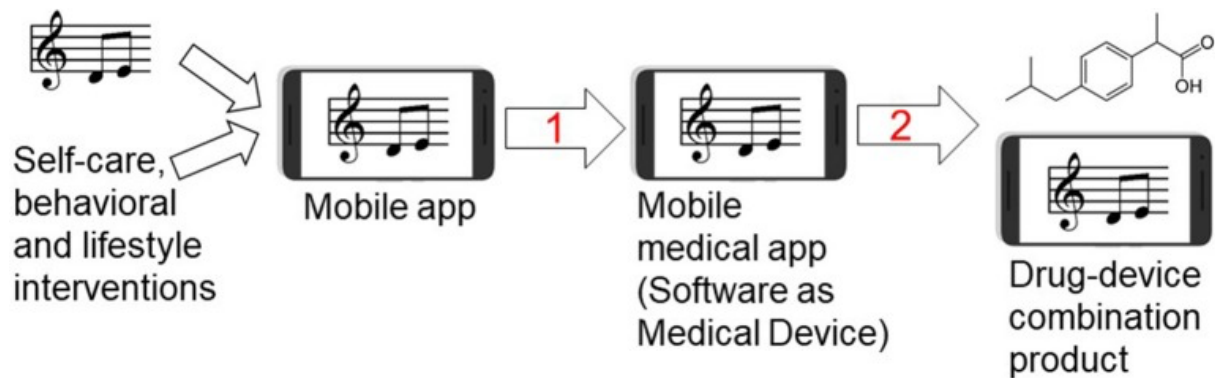 Self-care,
behavioral
and lifestyle
interventions
Mobile app
1
Mobile
medical app
(Software as
Medical Device)
2
O
OH
Drug-device
combination
product